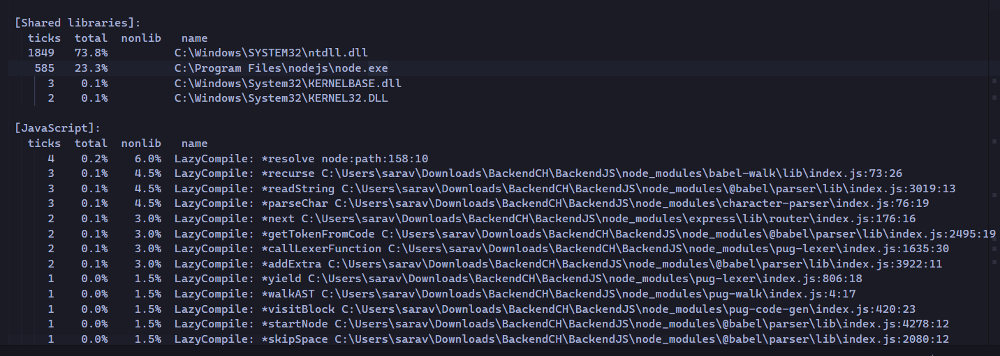 [Shared libraries]:
ticks total nonlib name
1849 73.8% C:\Windows\SYSTEM32\ntdll.dll
585 23.3% C:\Program Files\nodejs\node.exe
3 0.1% C:\Windows\System32\KERNELBASE.dll
2 0.1% C:\Windows\System32\KERNEL32.DLL
[JavaScript]:
ticks total nonlib name
4 0.2% 6.0% LazyCompile: *resolve node:path:158:10
3 0.1% 4.5% LazyCompile: *recurse C:\Users\sarav\Downloads\BackendCH\BackendJS\node_modules\babel-walk\lib\index.js:73:26
3 0.1% 4.5% LazyCompile: *readString C:\Users\sarav\Downloads\BackendCH\BackendJS\node_modules\@babel\parser\lib\index.js:3019:13
3 0.1% 4.5% LazyCompile: *parseChar C:\Users\sarav\Downloads\BackendCH\BackendJS\node_modules\character-parser\index.js:76:19
2 0.1% 3.0% LazyCompile: *next C:\Users\sarav\Downloads\BackendCH\BackendJS\node_modules\express\lib\router\index.js:176:16
2 0.1% 3.0% LazyCompile: *getTokenFromCode C:\Users\sarav\Downloads\BackendCH\BackendJS\node_modules\@babel\parser\lib\index.js:2495:19
2 0.1% 3.0% LazyCompile: *callLexerFunction C:\Users\sarav\Downloads\BackendCH\BackendJS\node_modules\pug-lexer\index.js:1635:30
2 0.1% 3.0% LazyCompile: *addExtra C:\Users\sarav\Downloads\BackendCH\BackendJS\node_modules\@babel\parser\lib\index.js:3922:11
1 0.0% 1.5% LazyCompile: *yield C:\Users\sarav\Downloads\BackendCH\BackendJS\node_modules\pug-lexer\index.js:806:18
1 0.0% 1.5% LazyCompile: *walkAST C:\Users\sarav\Downloads\BackendCH\BackendJS\node_modules\pug-walk\index.js:4:17
1 0.0% 1.5% LazyCompile: *visitBlock C:\Users\sarav\Downloads\BackendCH\BackendJS\node_modules\pug-code-gen\index.js:420:23
1 0.0% 1.5% LazyCompile: *startNode C:\Users\sarav\Downloads\BackendCH\BackendJS\node_modules\@babel\parser\lib\index.js:4278:12
1 0.0% 1.5% LazyCompile: *skipSpace C:\Users\sarav\Downloads\BackendCH\BackendJS\node_modules\@babel\parser\lib\index.js:2080:12